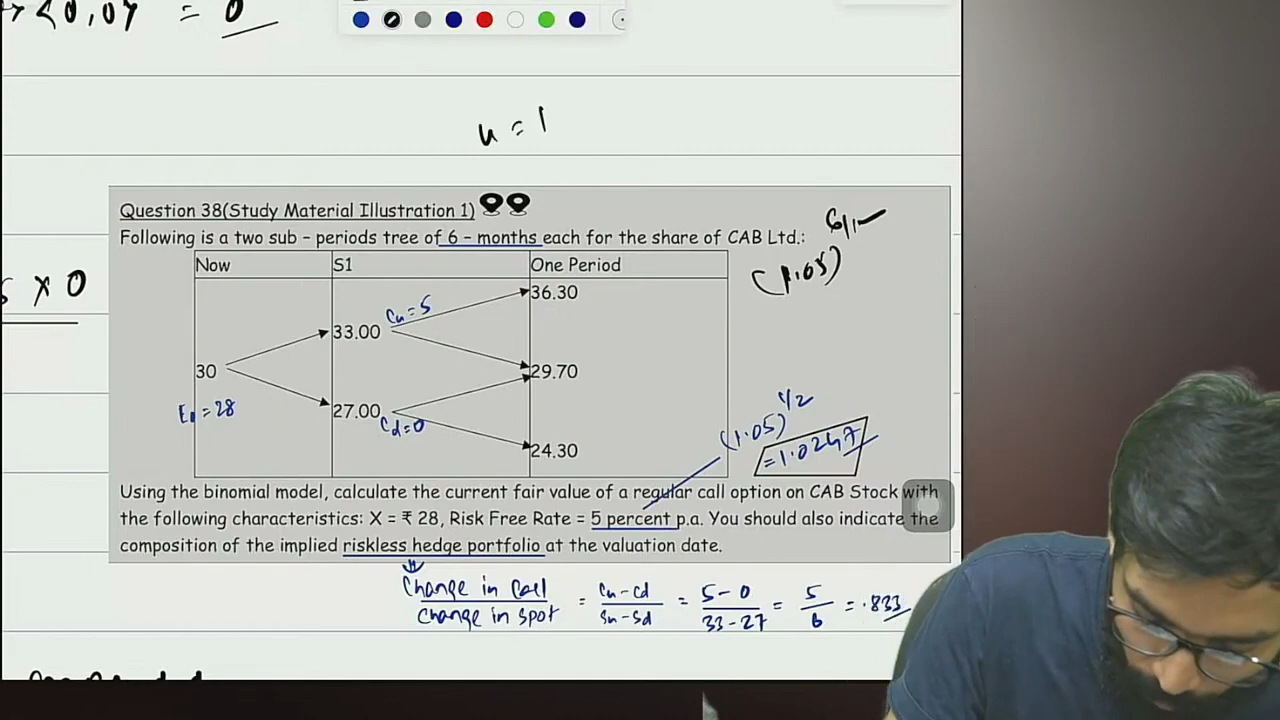 <0.07 = 0
u = 1
Question 38(Study Material Illustration 1)
Following is a two sub – periods tree of 6 – months each for the share of CAB Ltd.:
6/1
(1.05)
Now S1 One Period
36.30
Cu = 5
33.00
5 X 0
30
29.70
27.00
E0 = 28
Cd = 0
24.30
(1.05)^1/2
= 1.0247
Using the binomial model, calculate the current fair value of a regular call option on CAB Stock with
the following characteristics: X = ₹ 28, Risk Free Rate = 5 percent p.a. You should also indicate the
composition of the implied riskless hedge portfolio at the valuation date.
Change in Call = Cu-Cd = 5-0 = 5 = .833
Change in spot Su-Sd 33-27 6